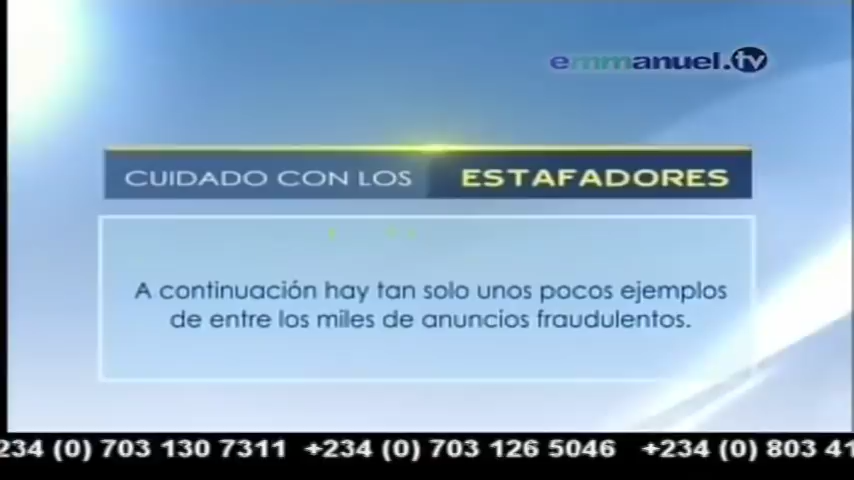 emmanuel.tv
CUIDADO CON LOS ESTAFADORES
A continuación hay tan solo unos pocos ejemplos
de entre los miles de anuncios fraudulentos.
234 (0) 703 130 7311 +234 (0) 703 126 5046 +234 (0) 803 41